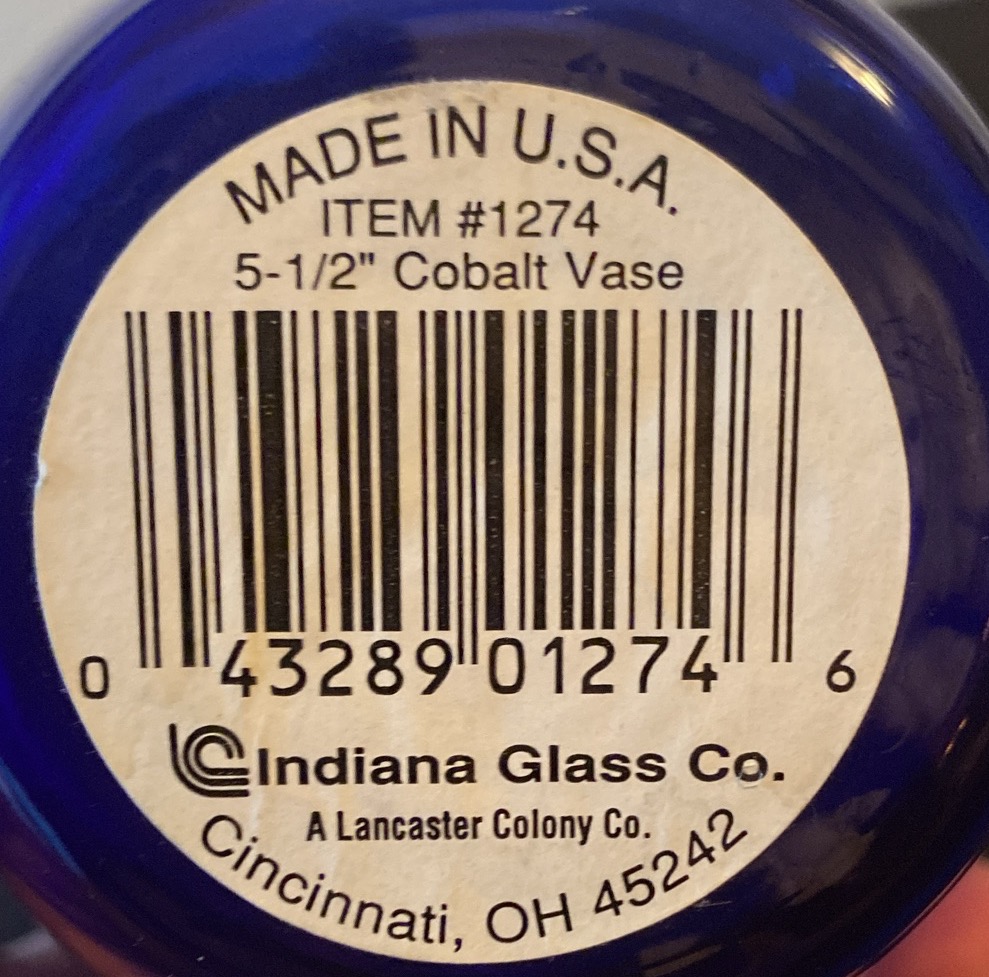 MADE IN U.S.A.
ITEM #1274
5-1/2" Cobalt Vase
0 43289 01274 6
Indiana Glass Co.
A Lancaster Colony Co.
Cincinnati, OH 45242